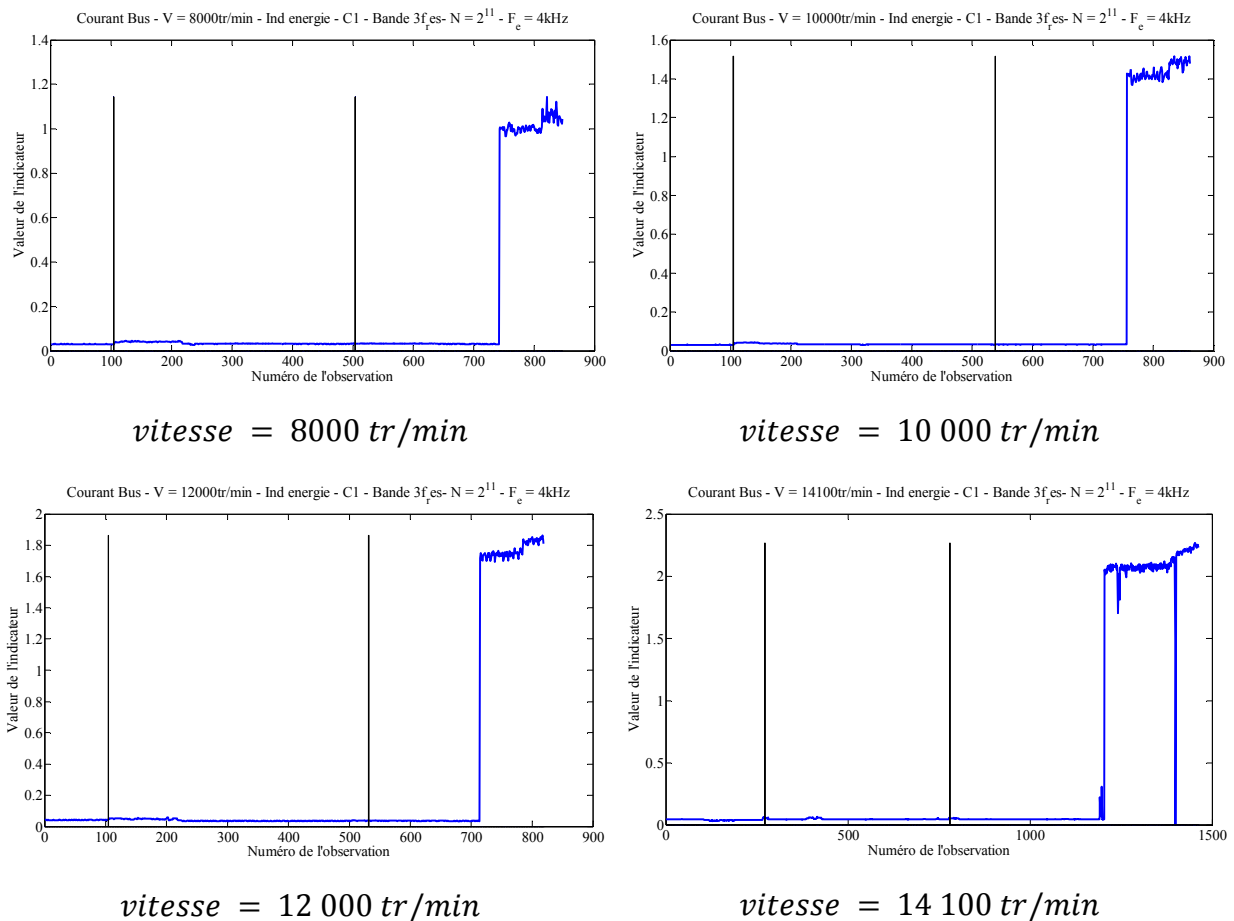 Courant Bus - V = 8000tr/min - Ind energie - C1 - Bande 3f_r es- N = 2^11 - F_e = 4kHz
1.4
1.2
1
0.8
0.6
0.4
0.2
0
Valeur de l'indicateur
0 100 200 300 400 500 600 700 800 900
Numéro de l'observation
vitesse = 8000 tr/min
Courant Bus - V = 10000tr/min - Ind energie - C1 - Bande 3f_r es- N = 2^11 - F_e = 4kHz
1.6
1.4
1.2
1
0.8
0.6
0.4
0.2
0
Valeur de l'indicateur
0 100 200 300 400 500 600 700 800 900
Numéro de l'observation
vitesse = 10 000 tr/min
Courant Bus - V = 12000tr/min - Ind energie - C1 - Bande 3f_r es- N = 2^11 - F_e = 4kHz
2
1.8
1.6
1.4
1.2
1
0.8
0.6
0.4
0.2
0
Valeur de l'indicateur
0 100 200 300 400 500 600 700 800 900
Numéro de l'observation
vitesse = 12 000 tr/min
Courant Bus - V = 14100tr/min - Ind energie - C1 - Bande 3f_r es- N = 2^11 - F_e = 4kHz
2.5
2
1.5
1
0.5
0
Valeur de l'indicateur
0 500 1000 1500
Numéro de l'observation
vitesse = 14 100 tr/min